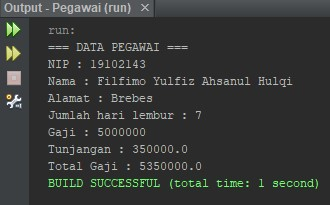 Output - Pegawai (run)
run:
=== DATA PEGAWAI ===
NIP : 19102143
Nama : Filfimo Yulfiz Ahsanul Hulqi
Alamat : Brebes
Jumlah hari lembur : 7
Gaji : 5000000
Tunjangan : 350000.0
Total Gaji : 5350000.0
BUILD SUCCESSFUL (total time: 1 second)